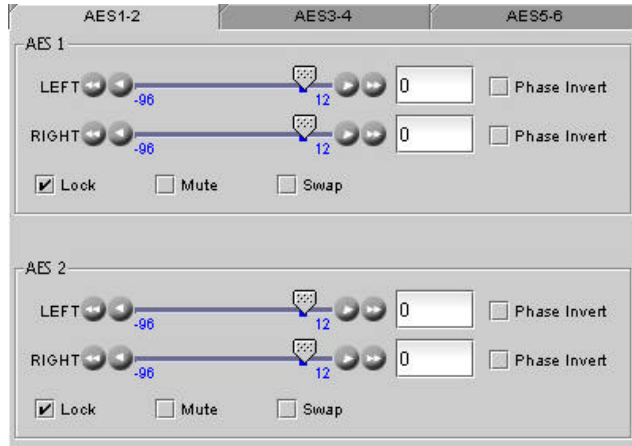 AES1-2 AES3-4 AES5-6
AES 1
LEFT -96 12 0 Phase Invert
RIGHT -96 12 0 Phase Invert
Lock Mute Swap
AES 2
LEFT -96 12 0 Phase Invert
RIGHT -96 12 0 Phase Invert
Lock Mute Swap